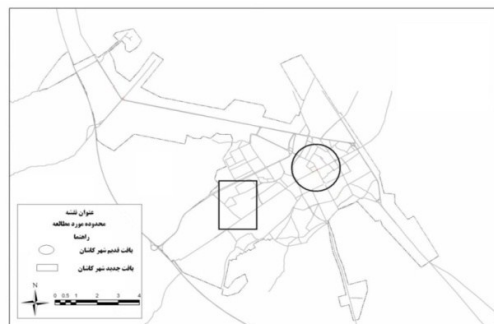 عنوان نقشه
محدوده مورد مطالعه
راهنما
بافت قدیم شهر کاشان
بافت جدید شهر کاشان
N
0 0.5 1 2 3 4